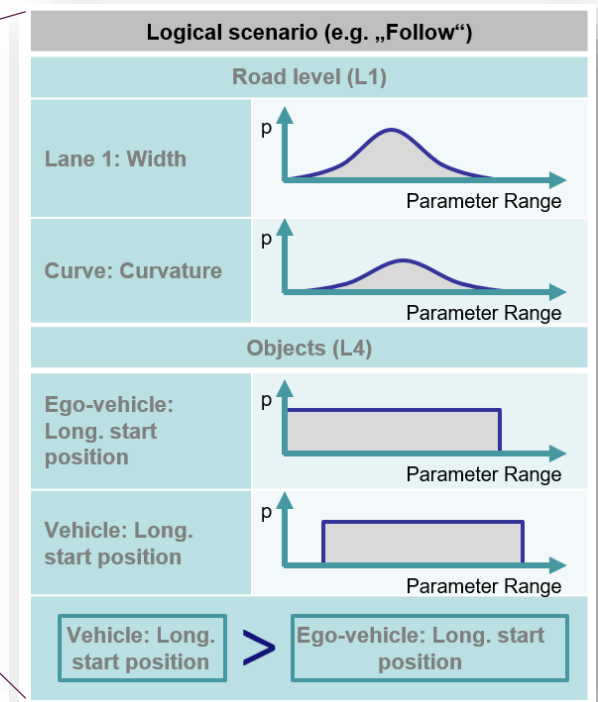 Logical scenario (e.g. „Follow“)
Road level (L1)
Lane 1: Width
p
Parameter Range
Curve: Curvature
p
Parameter Range
Objects (L4)
Ego-vehicle:
Long. start
position
p
Parameter Range
Vehicle: Long.
start position
p
Parameter Range
Vehicle: Long.
start position
>
Ego-vehicle: Long. start
position